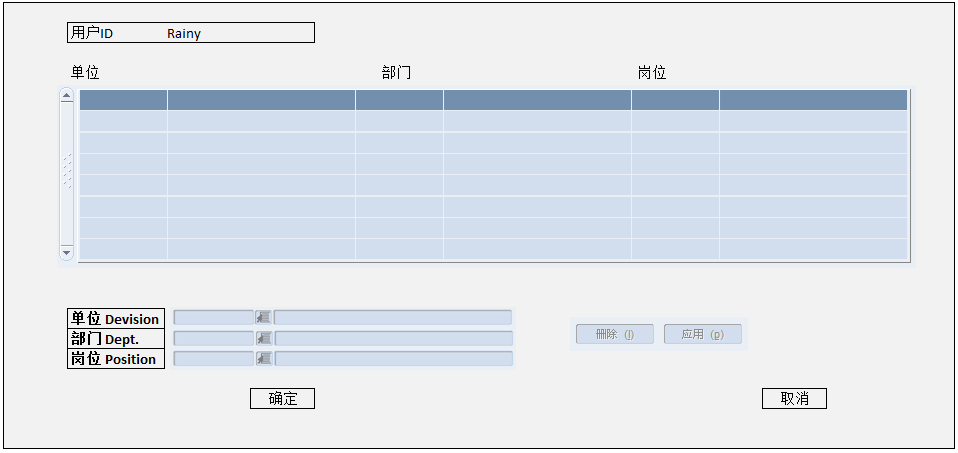 用户ID Rainy
单位 部门 岗位
单位 Devision
部门 Dept.
岗位 Position
删除 (l) 应用 (p)
确定 取消